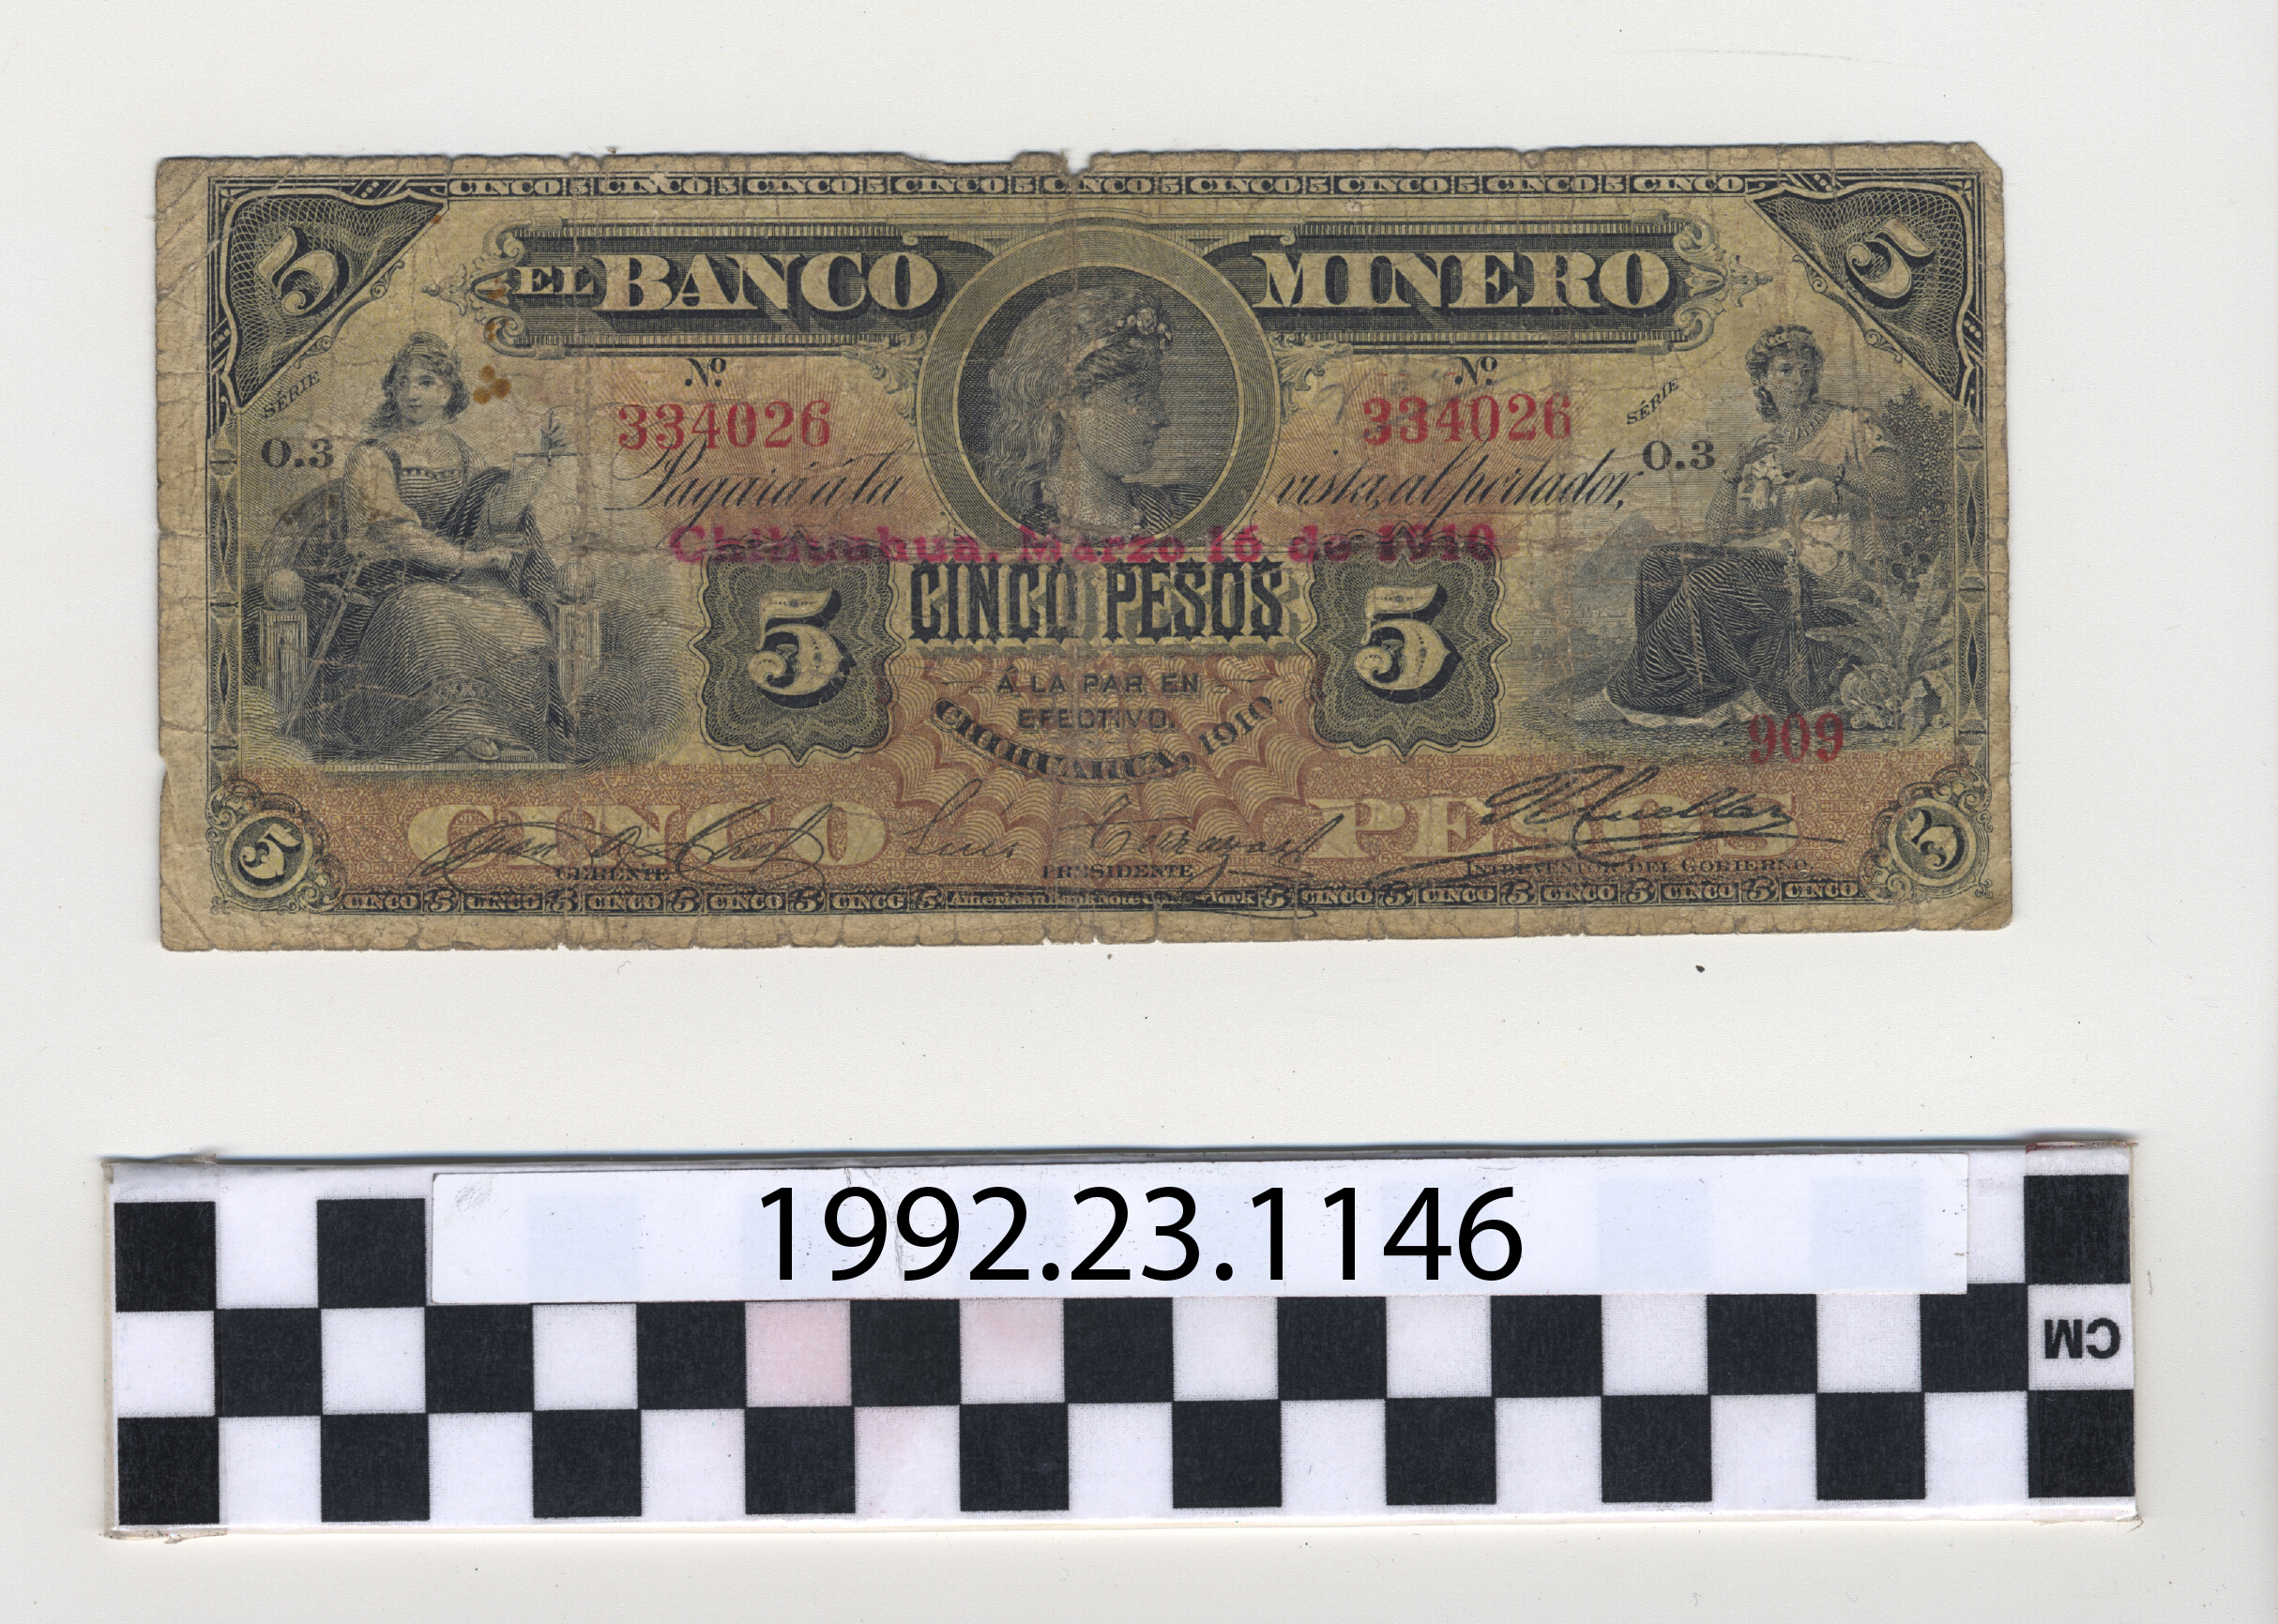 CINCO 5 CINCO 5 CINCO 5 CINCO 5 CINCO 5 CINCO 5 CINCO 5 CINCO 5 CINCO
5 5
EL BANCO MINERO
Nº Nº
SÉRIE 334026 334026 SÉRIE
O.3 O.3
Pagará á la vista, al portador,
Chihuahua, Marzo 16 de 1910
5 CINCO PESOS 5
Á LA PAR EN
EFECTIVO.
CHIHUAHUA, 1910.
909
CINCO PESOS
Luis Terrazas
5 GERENTE PRESIDENTE INTERVENTOR DEL GOBIERNO 5
CINCO 5 CINCO 5 CINCO 5 CINCO 5 CINCO 5 American Bank Note Co. New York 5 CINCO 5 CINCO 5 CINCO 5 CINCO 5 CINCO
1992.23.1146
CM